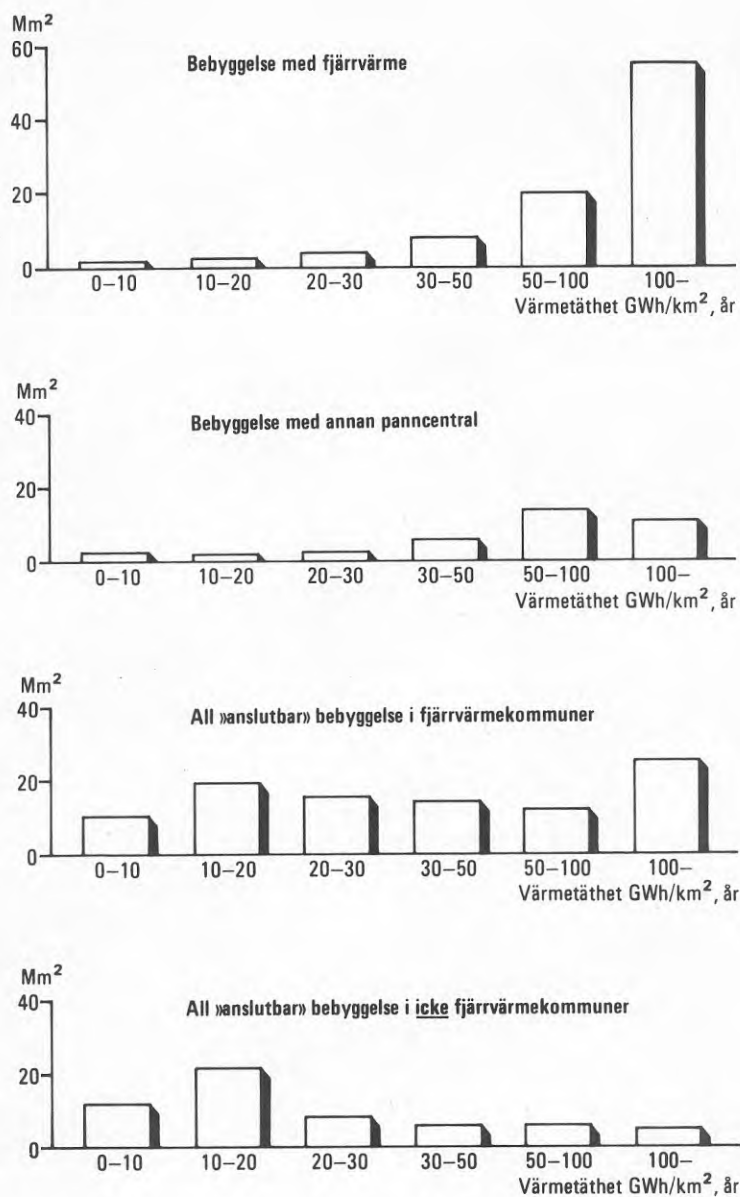 Mm²
60
Bebyggelse med fjärrvärme
40
20
0
0–10 10–20 20–30 30–50 50–100 100–
Värmetäthet GWh/km², år
Mm²
40
Bebyggelse med annan panncentral
20
0
0–10 10–20 20–30 30–50 50–100 100–
Värmetäthet GWh/km², år
Mm²
40
All »anslutbar» bebyggelse i fjärrvärmekommuner
20
0
0–10 10–20 20–30 30–50 50–100 100–
Värmetäthet GWh/km², år
Mm²
40
All »anslutbar» bebyggelse i icke fjärrvärmekommuner
20
0
0–10 10–20 20–30 30–50 50–100 100–
Värmetäthet GWh/km², år